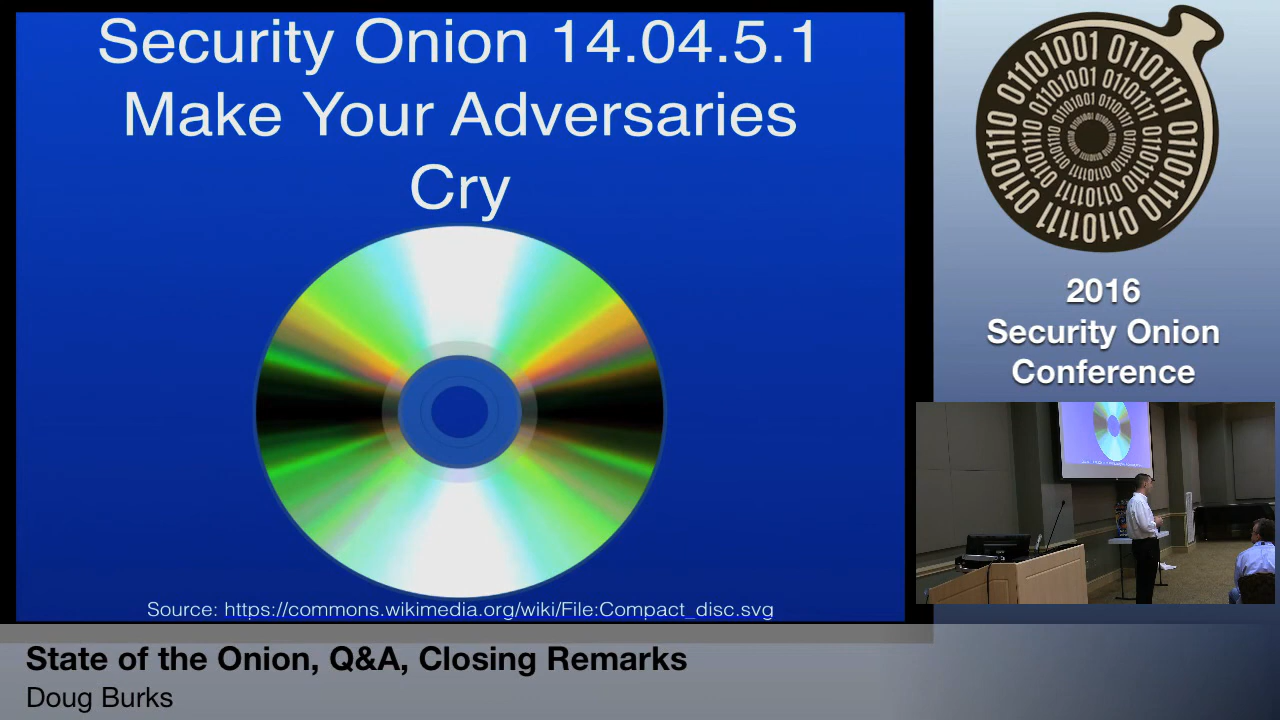 Security Onion 14.04.5.1
Make Your Adversaries
Cry
Source: https://commons.wikimedia.org/wiki/File:Compact_disc.svg
2016
Security Onion
Conference
State of the Onion, Q&A, Closing Remarks
Doug Burks